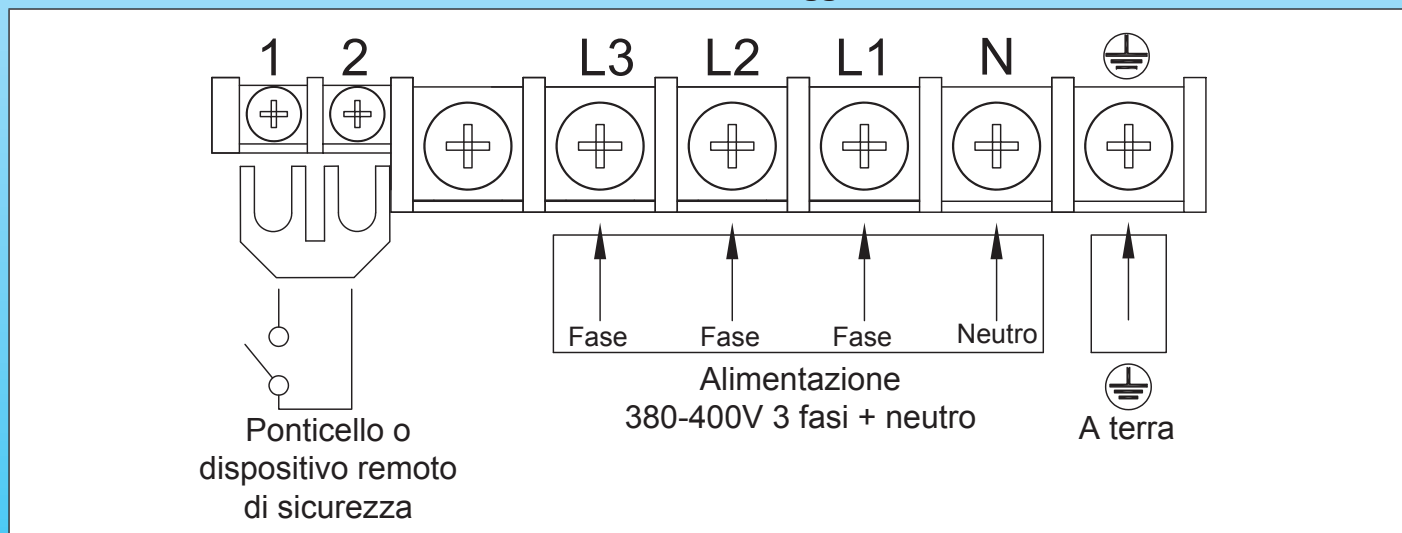 1 2 L3 L2 L1 N
Fase Fase Fase Neutro
Alimentazione
380-400V 3 fasi + neutro
A terra
Ponticello o
dispositivo remoto
di sicurezza